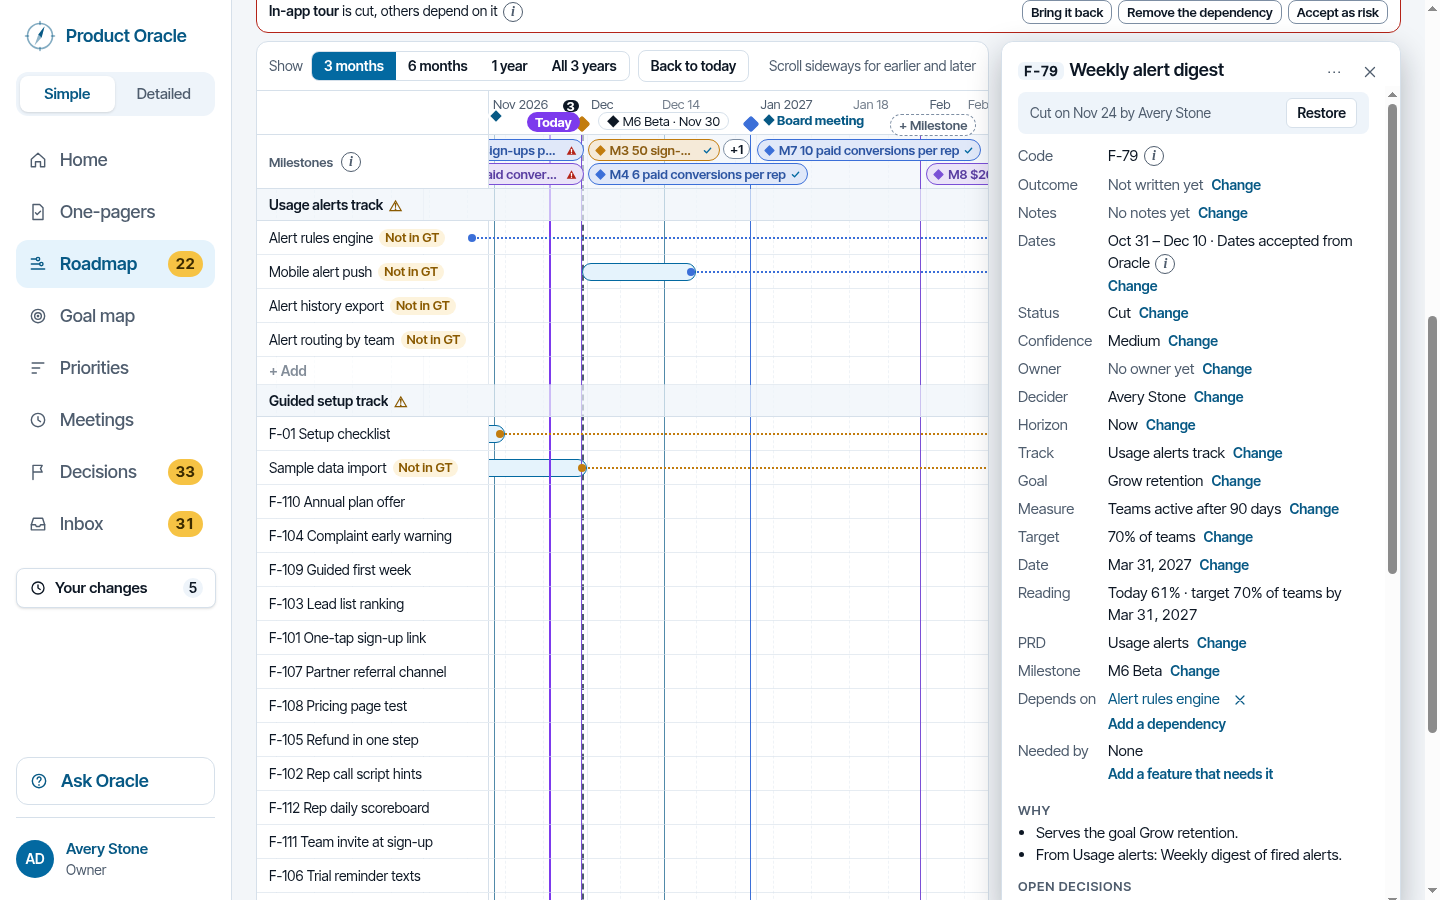 Product Oracle
Simple
Detailed
Home
One-pagers
Roadmap 22
Goal map
Priorities
Meetings
Decisions 33
Inbox 31
Your changes 5
Ask Oracle
AD
Avery Stone
Owner
In-app tour is cut, others depend on it i
Bring it back
Remove the dependency
Accept as risk
Show
3 months
6 months
1 year
All 3 years
Back to today
Scroll sideways for earlier and later
Nov 2026
3
Dec
Dec 14
Jan 2027
Jan 18
Feb
Feb
Today
M6 Beta · Nov 30
Board meeting
+ Milestone
Milestones i
ign-ups p...
M3 50 sign-...
+1
M7 10 paid conversions per rep
aid conver...
M4 6 paid conversions per rep
M8 $20
Usage alerts track
Alert rules engine Not in GT
Mobile alert push Not in GT
Alert history export Not in GT
Alert routing by team Not in GT
+ Add
Guided setup track
F-01 Setup checklist
Sample data import Not in GT
F-110 Annual plan offer
F-104 Complaint early warning
F-109 Guided first week
F-103 Lead list ranking
F-101 One-tap sign-up link
F-107 Partner referral channel
F-108 Pricing page test
F-105 Refund in one step
F-102 Rep call script hints
F-112 Rep daily scoreboard
F-111 Team invite at sign-up
F-106 Trial reminder texts
F-79 Weekly alert digest
Cut on Nov 24 by Avery Stone
Restore
Code F-79 i
Outcome Not written yet Change
Notes No notes yet Change
Dates Oct 31 – Dec 10 · Dates accepted from
Oracle i
Change
Status Cut Change
Confidence Medium Change
Owner No owner yet Change
Decider Avery Stone Change
Horizon Now Change
Track Usage alerts track Change
Goal Grow retention Change
Measure Teams active after 90 days Change
Target 70% of teams Change
Date Mar 31, 2027 Change
Reading Today 61% · target 70% of teams by
Mar 31, 2027
PRD Usage alerts Change
Milestone M6 Beta Change
Depends on Alert rules engine
Add a dependency
Needed by None
Add a feature that needs it
WHY
• Serves the goal Grow retention.
• From Usage alerts: Weekly digest of fired alerts.
OPEN DECISIONS